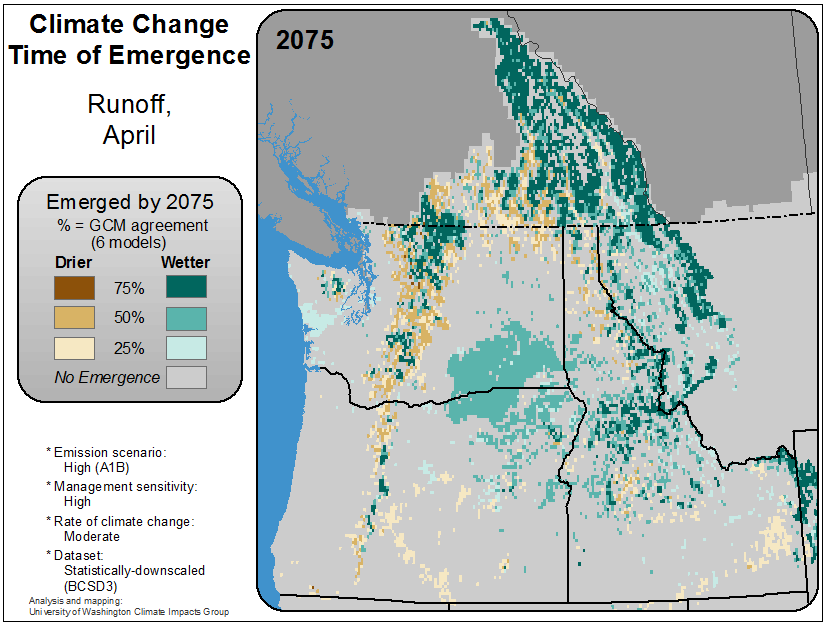 Climate Change
Time of Emergence
Runoff,
April
Emerged by 2075
% = GCM agreement
(6 models)
Drier Wetter
75%
50%
25%
No Emergence
* Emission scenario:
High (A1B)
* Management sensitivity:
High
* Rate of climate change:
Moderate
* Dataset:
Statistically-downscaled
(BCSD3)
Analysis and mapping:
University of Washington Climate Impacts Group
2075